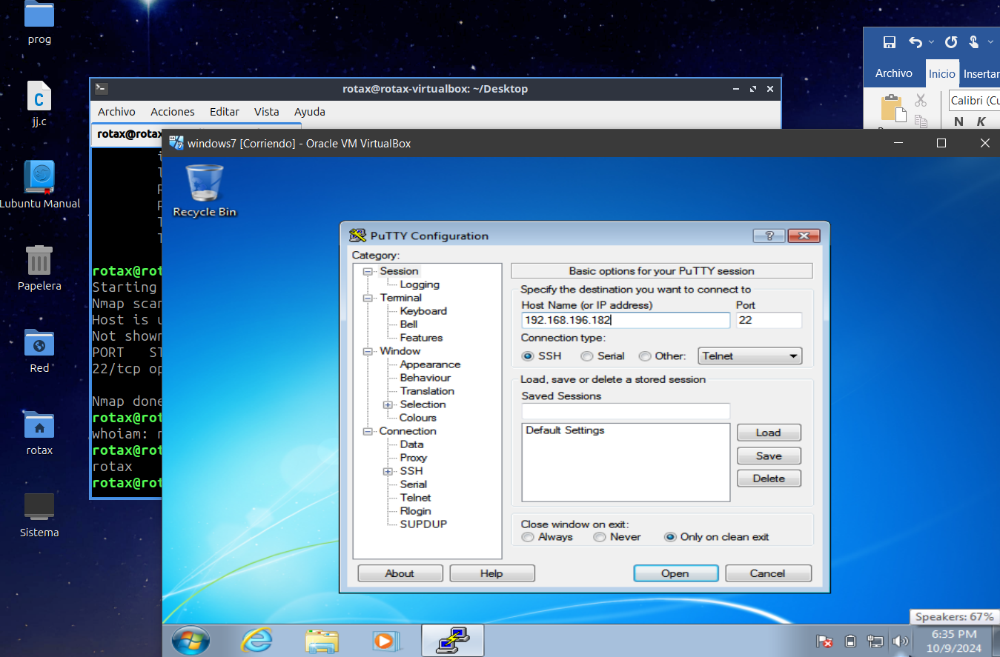 prog
jj.c
Lubuntu Manual
Papelera
Red
rotax
Sistema
rotax@rotax-virtualbox: ~/Desktop
Archivo Acciones Editar Vista Ayuda
rotax@rotax
rotax@rot
Starting
Nmap scan
Host is u
Not shown
PORT ST
22/tcp op
Nmap done
rotax@rot
whoiam:
rotax@rot
rotax
rotax@rot
Archivo Inicio Insertar
Calibri (Cu
N K
windows7 [Corriendo] - Oracle VM VirtualBox
Recycle Bin
PuTTY Configuration
Category:
Session
Logging
Terminal
Keyboard
Bell
Features
Window
Appearance
Behaviour
Translation
Selection
Colours
Connection
Data
Proxy
SSH
Serial
Telnet
Rlogin
SUPDUP
Basic options for your PuTTY session
Specify the destination you want to connect to
Host Name (or IP address) Port
192.168.196.182 22
Connection type:
SSH Serial Other: Telnet
Load, save or delete a stored session
Saved Sessions
Default Settings
Load
Save
Delete
Close window on exit:
Always Never Only on clean exit
About Help Open Cancel
Speakers: 67%
6:35 PM
10/9/2024